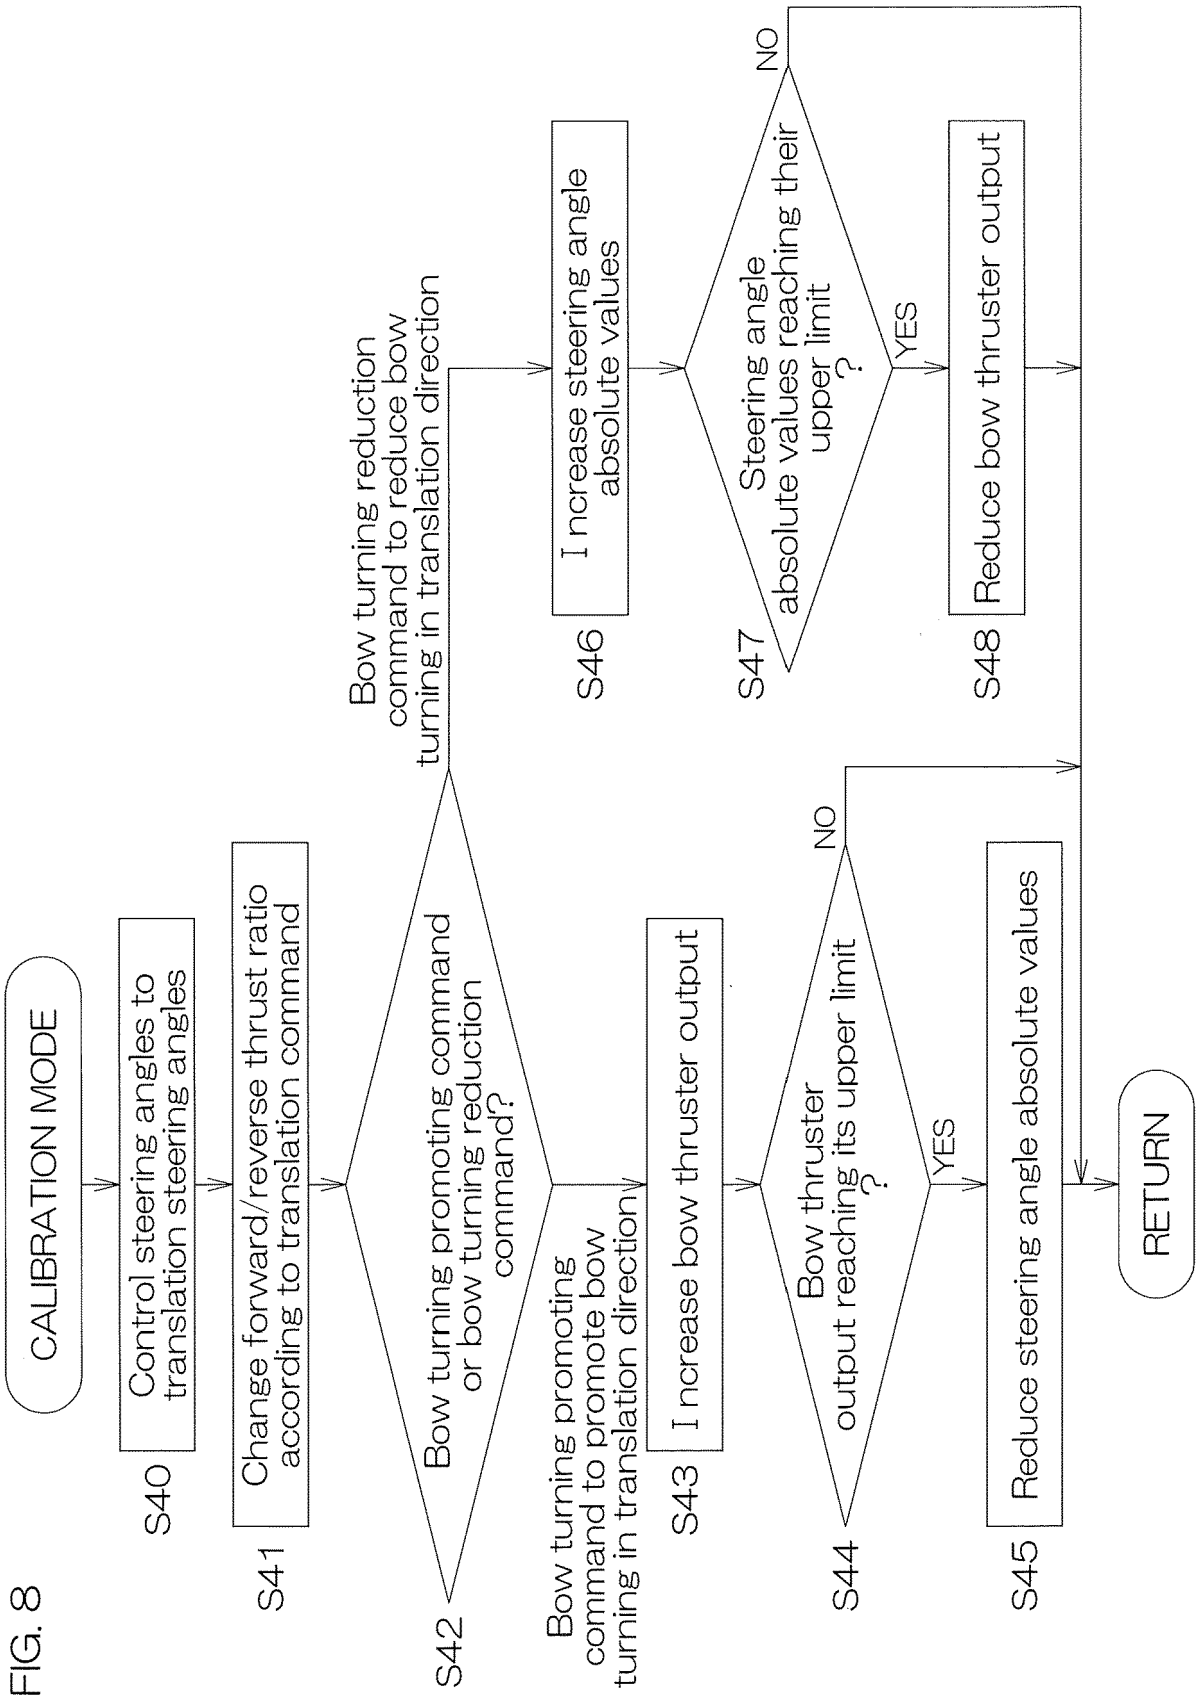 FIG. 8
CALIBRATION MODE
S40
Control steering angles to
translation steering angles
S41
Change forward/reverse thrust ratio
according to translation command
S42
Bow turning promoting command
or bow turning reduction
command?
Bow turning promoting
command to promote bow
turning in translation direction
Bow turning reduction
command to reduce bow
turning in translation direction
S43
Increase bow thruster output
S44
Bow thruster
output reaching its upper limit
?
NO
YES
S45
Reduce steering angle absolute values
S46
Increase steering angle
absolute values
S47
Steering angle
absolute values reaching their
upper limit
?
NO
YES
S48
Reduce bow thruster output
RETURN